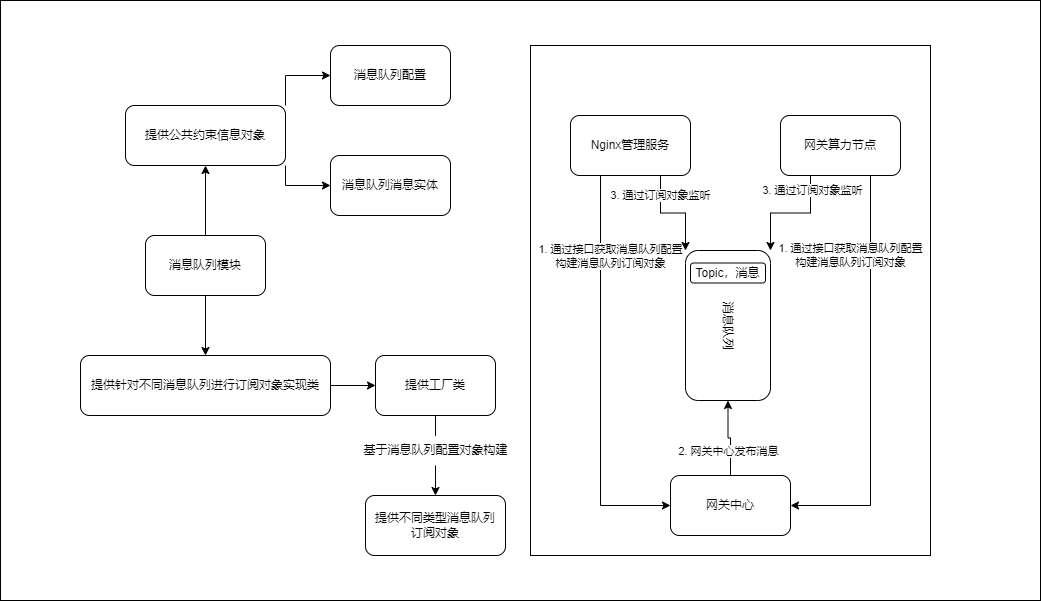 消息队列配置
提供公共约束信息对象
消息队列消息实体
消息队列模块
提供针对不同消息队列进行订阅对象实现类
提供工厂类
基于消息队列配置对象构建
提供不同类型消息队列
订阅对象
Nginx管理服务
网关算力节点
3. 通过订阅对象监听
3. 通过订阅对象监听
1. 通过接口获取消息队列配置
构建消息队列订阅对象
1. 通过接口获取消息队列配置
构建消息队列订阅对象
Topic，消息
消息队列
2. 网关中心发布消息
网关中心